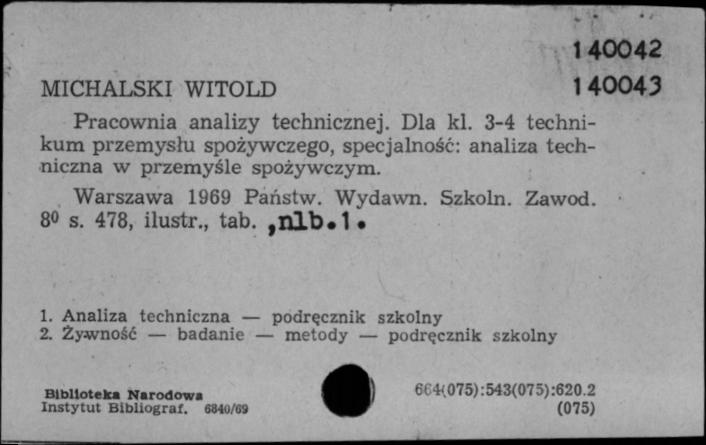 140042
MICHALSKI WITOLD 140043
Pracownia analizy technicznej. Dla kl. 3-4 techni-
kum przemysłu spożywczego, specjalność: analiza tech-
niczna w przemyśle spożywczym.
Warszawa 1969 Państw. Wydawn. Szkoln. Zawod.
8⁰ s. 478, ilustr., tab. ,nlb.1.
1. Analiza techniczna — podręcznik szkolny
2. Żywność — badanie — metody — podręcznik szkolny
Biblioteka Narodowa 664(075):543(075):620.2
Instytut Bibliograf. 6840/69 (075)